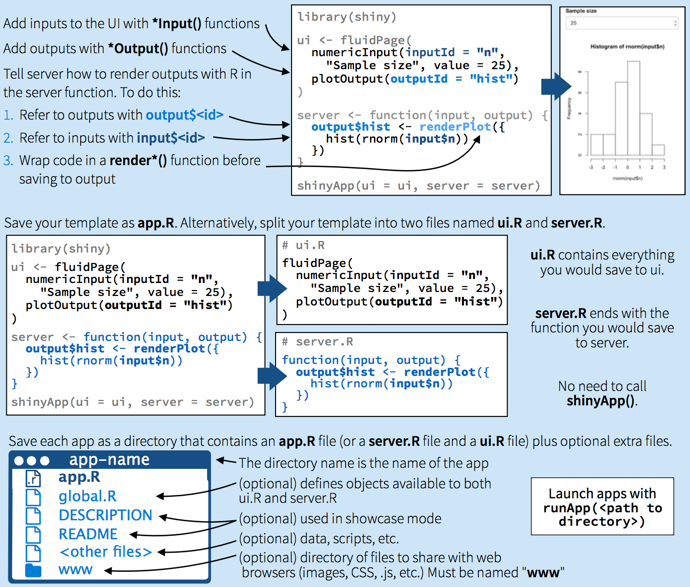 Add inputs to the UI with *Input() functions
Add outputs with *Output() functions
Tell server how to render outputs with R in
the server function. To do this:
1. Refer to outputs with output$<id>
2. Refer to inputs with input$<id>
3. Wrap code in a render*() function before
saving to output
library(shiny)
ui <- fluidPage(
numericInput(inputId = "n",
"Sample size", value = 25),
plotOutput(outputId = "hist")
)
server <- function(input, output) {
output$hist <- renderPlot({
hist(rnorm(input$n))
})
}
shinyApp(ui = ui, server = server)
Sample size
25
Histogram of rnorm(input$n)
Frequency
0 2 4 6 8
-3 -2 -1 0 1 2 3
rnorm(input$n)
Save your template as app.R. Alternatively, split your template into two files named ui.R and server.R.
library(shiny)
ui <- fluidPage(
numericInput(inputId = "n",
"Sample size", value = 25),
plotOutput(outputId = "hist")
)
server <- function(input, output) {
output$hist <- renderPlot({
hist(rnorm(input$n))
})
}
shinyApp(ui = ui, server = server)
# ui.R
fluidPage(
numericInput(inputId = "n",
"Sample size", value = 25),
plotOutput(outputId = "hist")
)
# server.R
function(input, output) {
output$hist <- renderPlot({
hist(rnorm(input$n))
})
}
ui.R contains everything
you would save to ui.
server.R ends with the
function you would save
to server.
No need to call
shinyApp().
Save each app as a directory that contains an app.R file (or a server.R file and a ui.R file) plus optional extra files.
app-name
.r app.R
global.R
DESCRIPTION
README
<other files>
www
The directory name is the name of the app
(optional) defines objects available to both
ui.R and server.R
(optional) used in showcase mode
(optional) data, scripts, etc.
(optional) directory of files to share with web
browsers (images, CSS, .js, etc.) Must be named "www"
Launch apps with
runApp(<path to
directory>)